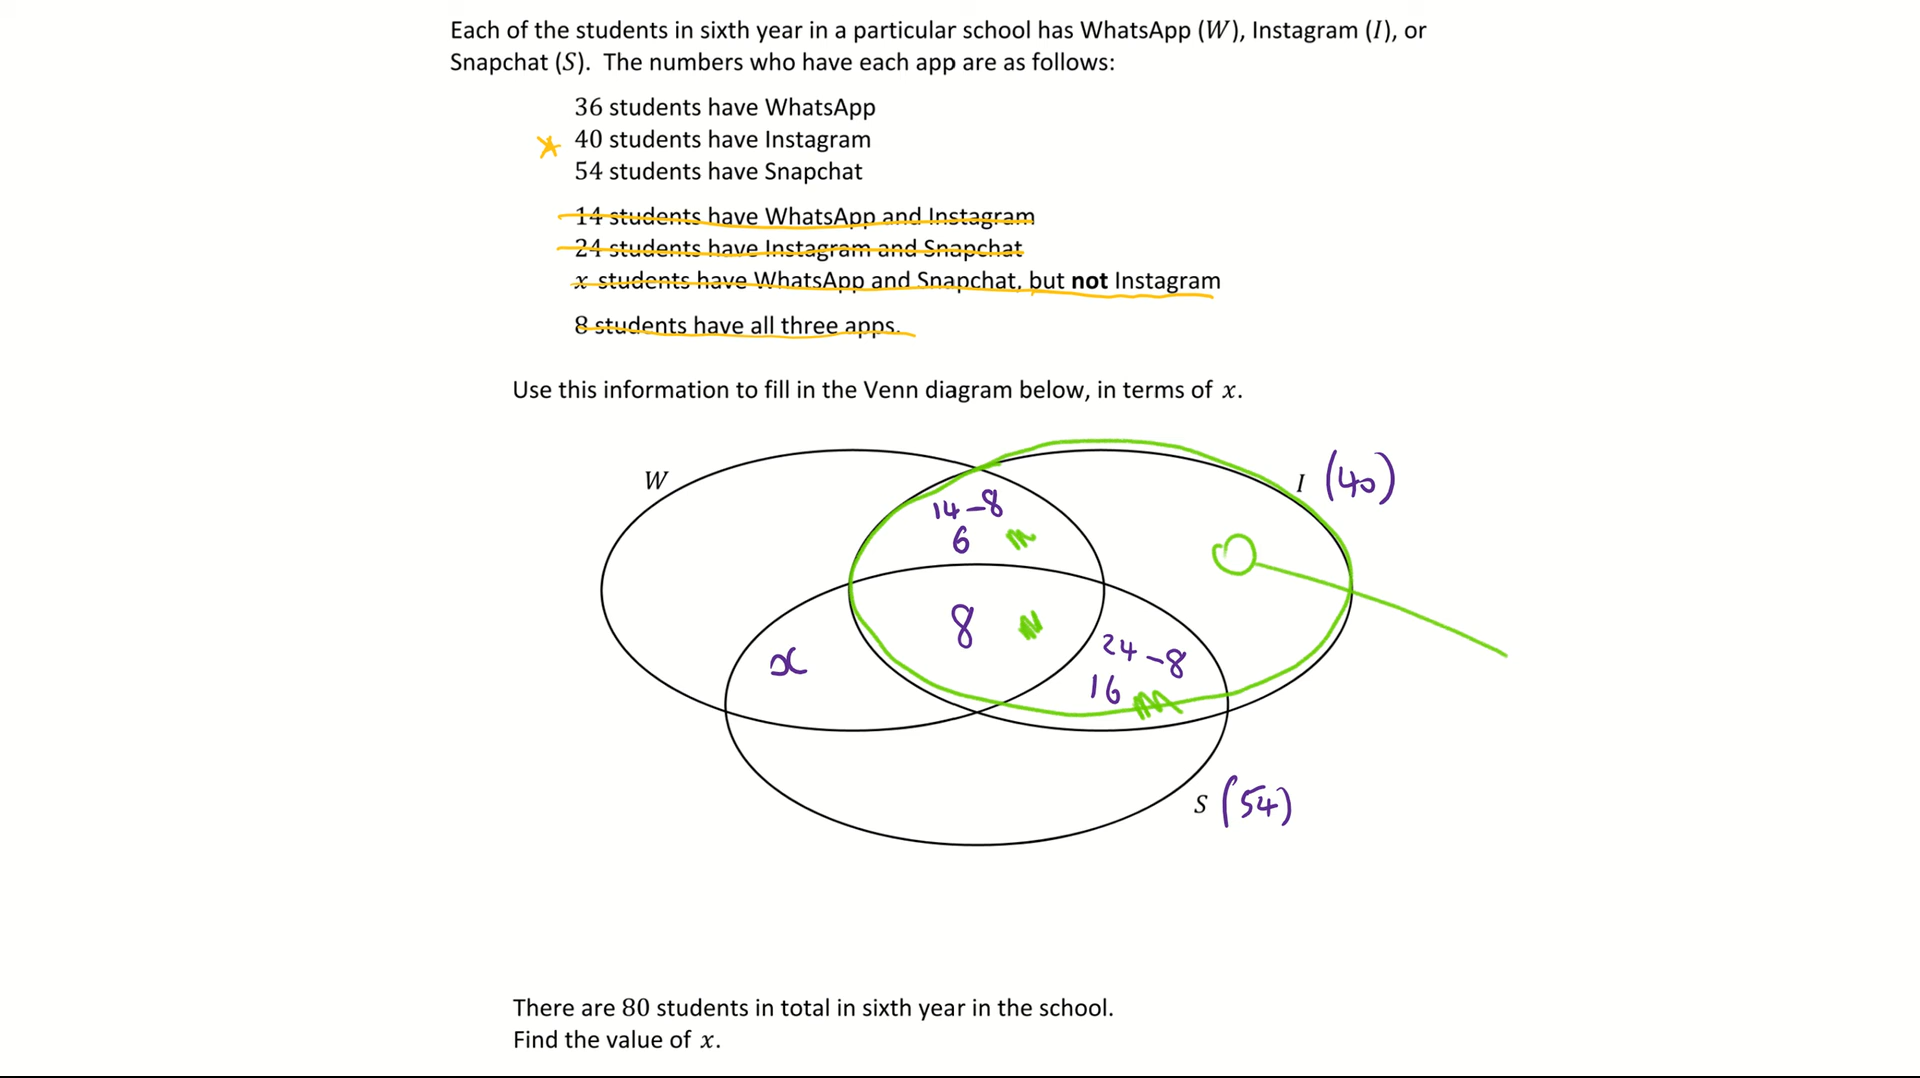 Each of the students in sixth year in a particular school has WhatsApp (W), Instagram (I), or
Snapchat (S). The numbers who have each app are as follows:
36 students have WhatsApp
40 students have Instagram
54 students have Snapchat
14 students have WhatsApp and Instagram
24 students have Instagram and Snapchat
x students have WhatsApp and Snapchat, but not Instagram
8 students have all three apps.
Use this information to fill in the Venn diagram below, in terms of x.
W
I (40)
14-8
6
8
x
24-8
16
S (54)
There are 80 students in total in sixth year in the school.
Find the value of x.